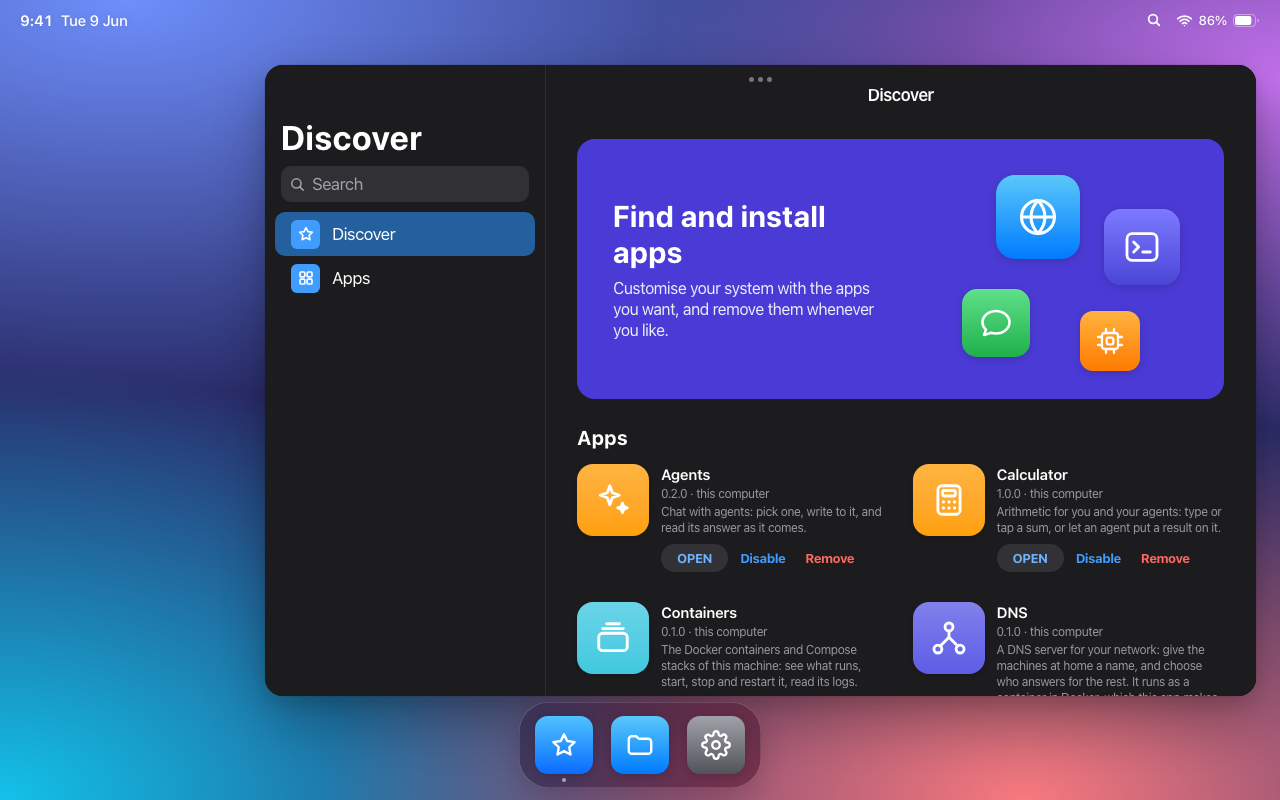 9:41 Tue 9 Jun
86%
Discover
Search
Discover
Apps
Discover
Find and install
apps
Customise your system with the apps
you want, and remove them whenever
you like.
Apps
Agents
0.2.0 · this computer
Chat with agents: pick one, write to it, and
read its answer as it comes.
OPEN Disable Remove
Calculator
1.0.0 · this computer
Arithmetic for you and your agents: type or
tap a sum, or let an agent put a result on it.
OPEN Disable Remove
Containers
0.1.0 · this computer
The Docker containers and Compose
stacks of this machine: see what runs,
start, stop and restart it, read its logs.
DNS
0.1.0 · this computer
A DNS server for your network: give the
machines at home a name, and choose
who answers for the rest. It runs as a
container in Docker, which this app makes